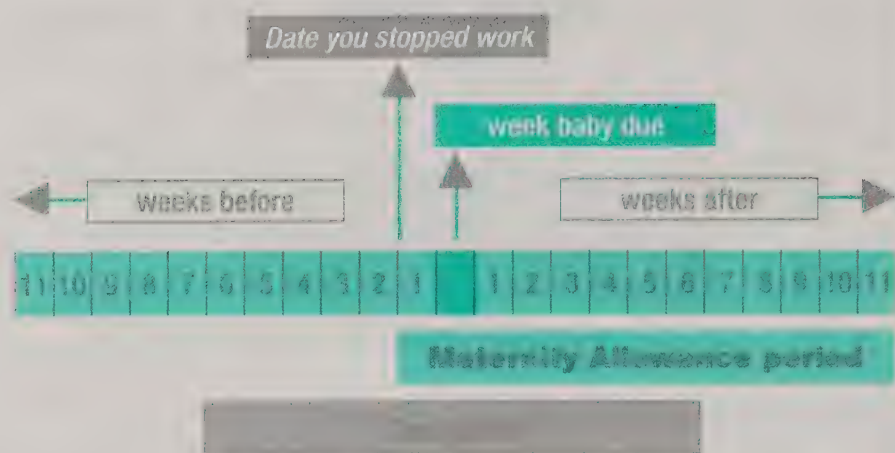 Date you stopped work
week baby due
weeks before
weeks after
11 10 9 8 7 6 5 4 3 2 1 1 2 3 4 5 6 7 8 9 10 11
Maternity Allowance period